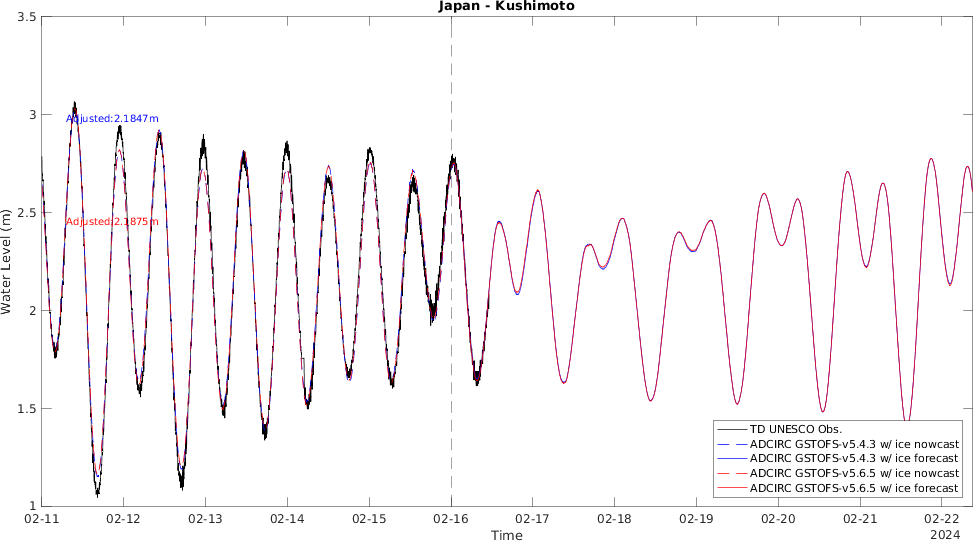 Japan - Kushimoto
3.5
3
2.5
2
1.5
1
Water Level (m)
Adjusted:2.1847m
Adjusted:2.1875m
TD UNESCO Obs.
ADCIRC GSTOFS-v5.4.3 w/ ice nowcast
ADCIRC GSTOFS-v5.4.3 w/ ice forecast
ADCIRC GSTOFS-v5.6.5 w/ ice nowcast
ADCIRC GSTOFS-v5.6.5 w/ ice forecast
02-11 02-12 02-13 02-14 02-15 02-16 02-17 02-18 02-19 02-20 02-21 02-22
Time
2024